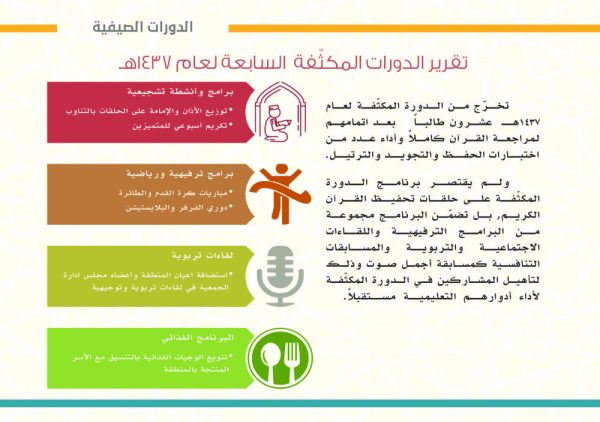 الدورات الصيفية
تقرير الدورات المكثّفة السابعة لعام ١٤٣٧هـ
تخرّج من الدورة المكثّفة لعام
١٤٣٧هـ عشرون طالباً بعد اتمامهم
لمراجعة القرآن كاملاً وأداء عدد من
اختبارات الحفظ والتجويد والترتيل.
ولم يقتصر برنامج الدورة
المكثّفة على حلقات تحفيظ القرآن
الكريم، بل تضمّن البرنامج مجموعة
من البرامج الترفيهية واللقاءات
الاجتماعية والتربوية والمسابقات
التنافسية كمسابقة أجمل صوت وذلك
لتأهيل المشاركين في الدورة المكثّفة
لأداء أدوارهم التعليمية مستقبلاً.
برامج وأنشطة تشجيعية
*توزيع الأذان والإمامة على الحلقات بالتناوب
*تكريم أسبوعي للمتميزين
برامج ترفيهية ورياضية
*مباريات كرة القدم والطائرة
*دوري الفرفر والبلايستيشن
لقاءات تربوية
*استضافة أعيان المنطقة وأعضاء مجلس ادارة
الجمعية في لقاءات تربوية وتوجيهية
البرنامج الغذائي
*تنويع الوجبات الغذائية بالتنسيق مع الأسر
المنتجة بالمنطقة